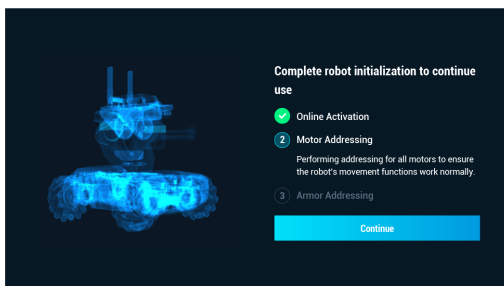 Complete robot initialization to continue
use
Online Activation
2 Motor Addressing
Performing addressing for all motors to ensure
the robot's movement functions work normally.
3 Armor Addressing
Continue